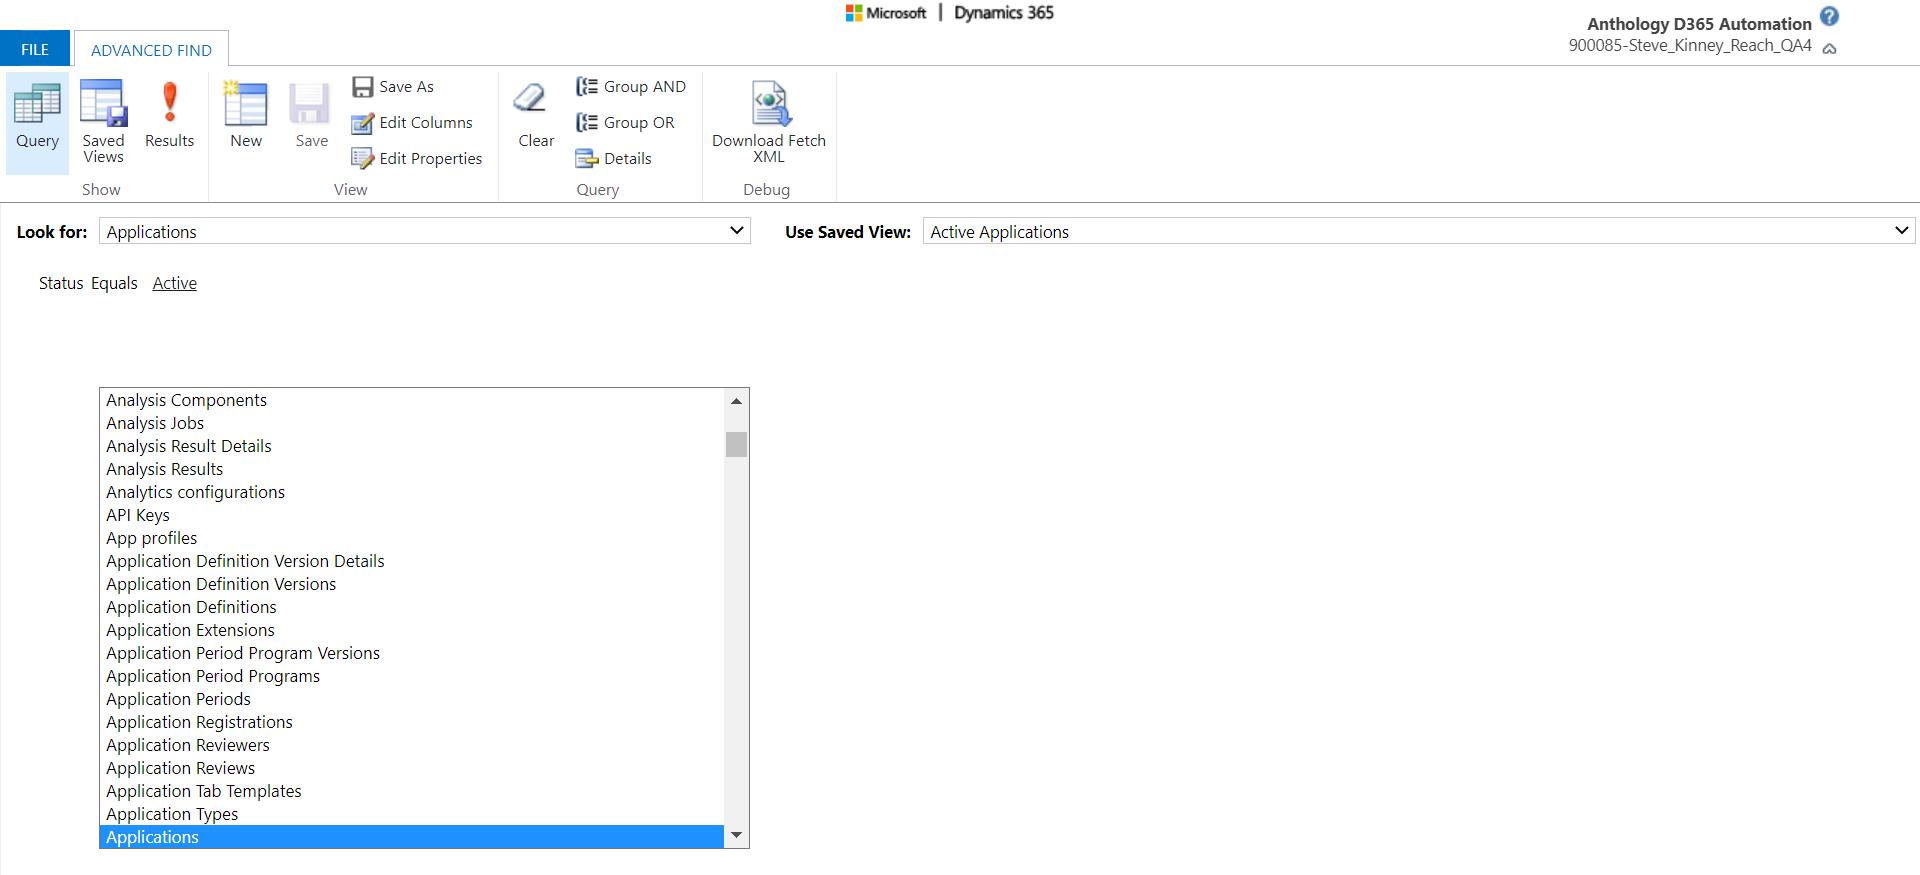 Microsoft | Dynamics 365
Anthology D365 Automation
900085-Steve_Kinney_Reach_QA4
FILE
ADVANCED FIND
Query
Saved Views
Results
Show
New
Save
Save As
Edit Columns
Edit Properties
View
Clear
Group AND
Group OR
Details
Query
Download Fetch XML
Debug
Look for: Applications
Use Saved View: Active Applications
Status Equals Active
Analysis Components
Analysis Jobs
Analysis Result Details
Analysis Results
Analytics configurations
API Keys
App profiles
Application Definition Version Details
Application Definition Versions
Application Definitions
Application Extensions
Application Period Program Versions
Application Period Programs
Application Periods
Application Registrations
Application Reviewers
Application Reviews
Application Tab Templates
Application Types
Applications